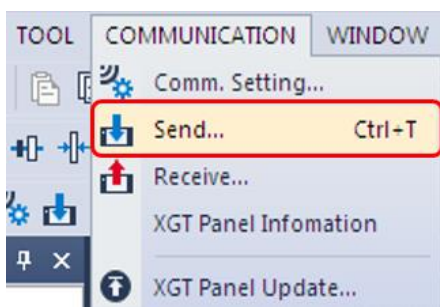 TOOL COMMUNICATION WINDOW
Comm. Setting...
Send... Ctrl+T
Receive...
XGT Panel Infomation
XGT Panel Update...